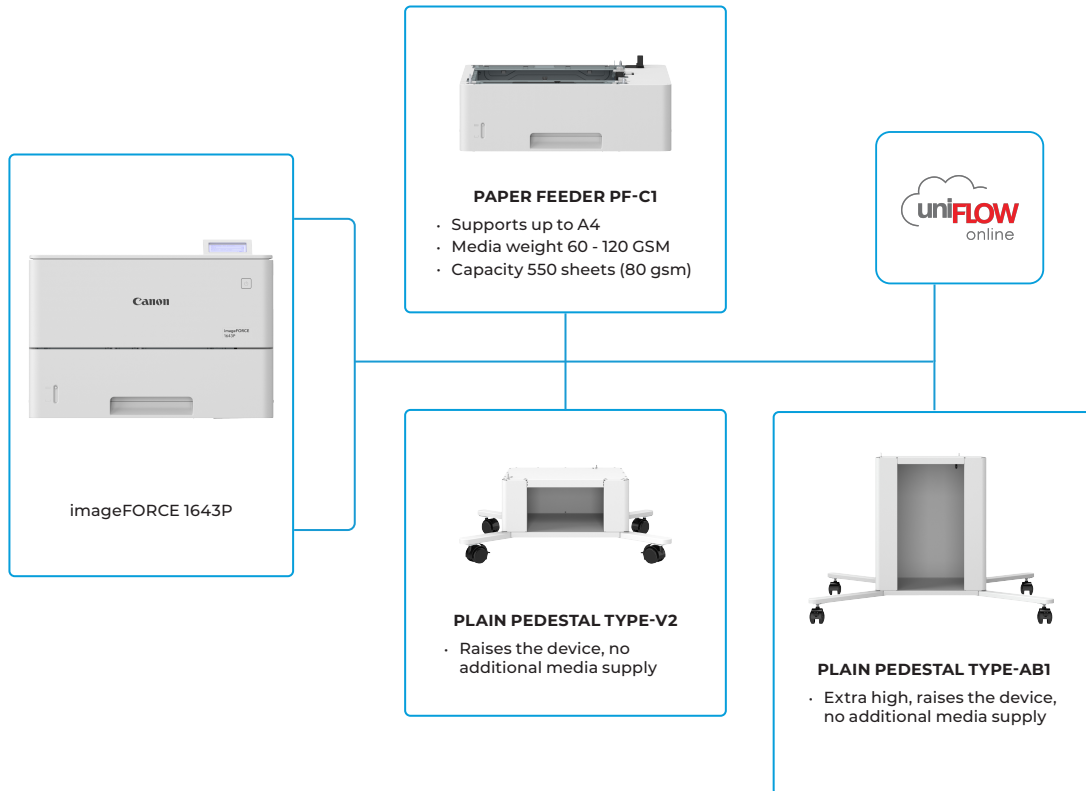 Canon
imageFORCE
1643P
imageFORCE 1643P
PAPER FEEDER PF-C1
· Supports up to A4
· Media weight 60 - 120 GSM
· Capacity 550 sheets (80 gsm)
uniFLOW
online
PLAIN PEDESTAL TYPE-V2
· Raises the device, no
additional media supply
PLAIN PEDESTAL TYPE-AB1
· Extra high, raises the device,
no additional media supply